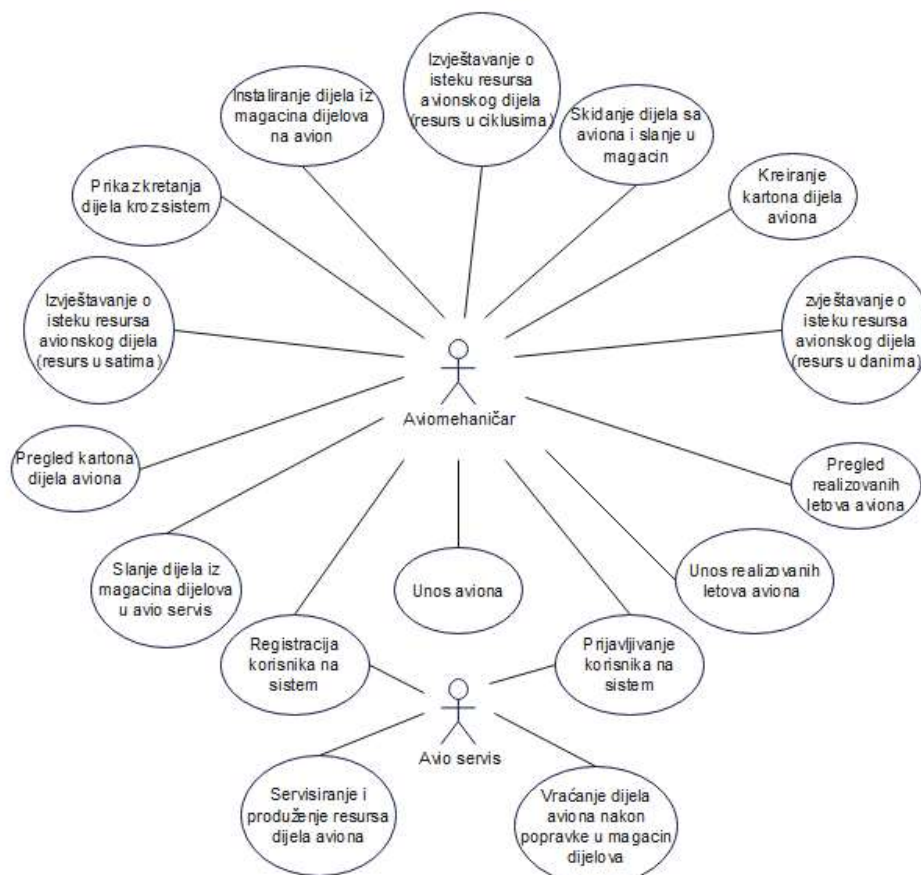 Izvještavanje o
isteku resursa
avionskog dijela
(resurs u ciklusima)
Instaliranje dijela iz
magacina dijelova
na avion
Skidanje dijela sa
aviona i slanje u
magacin
Prikaz kretanja
dijela kroz sistem
Kreiranje
kartona dijela
aviona
Izvještavanje o
isteku resursa
avionskog dijela
(resurs u satima)
zvještavanje o
isteku resursa
avionskog dijela
(resurs u danima)
Aviomehaničar
Pregled kartona
dijela aviona
Pregled
realizovanih
letova aviona
Slanje dijela iz
magacina dijelova
u avio servis
Unos aviona
Unos realizovanih
letova aviona
Registracija
korisnika na
sistem
Prijavljivanje
korisnika na
sistem
Avio servis
Servisiranje i
produženje resursa
dijela aviona
Vraćanje dijela
aviona nakon
popravke u magacin
dijelova